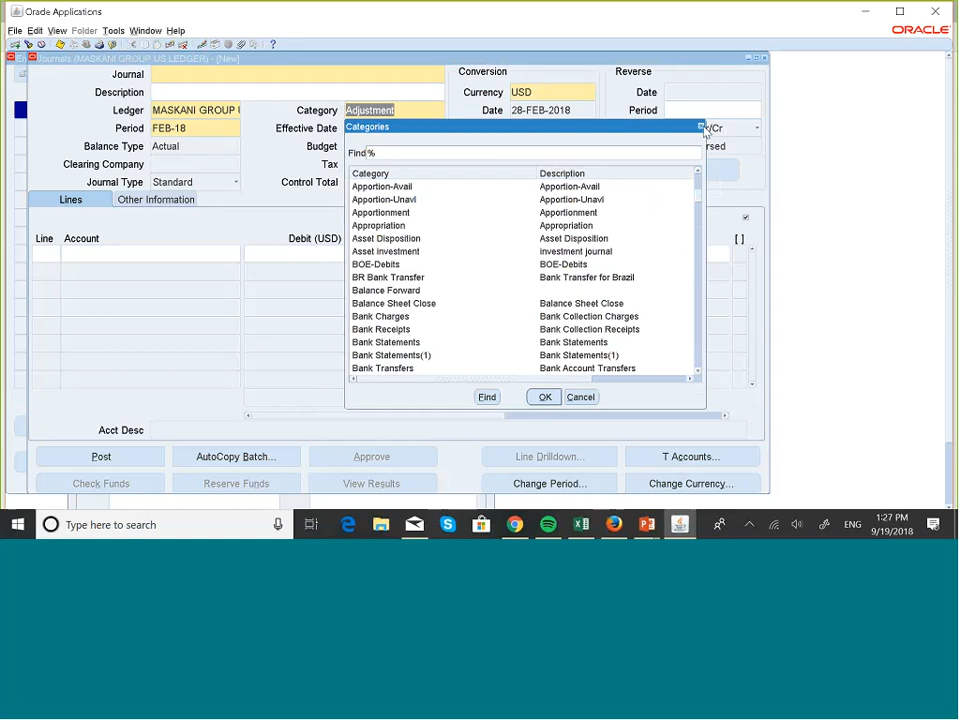 Oracle Applications
File Edit View Folder Tools Window Help
ORACLE
Journals (MASKANI GROUP US LEDGER) - [New]
Journal
Conversion
Reverse
Description
Currency USD
Date
Ledger MASKANI GROUP U
Category Adjustment
Date 28-FEB-2018
Period
Period FEB-18
Effective Date
Categories
/Cr
Balance Type Actual
Budget
Find %
Clearing Company
Tax
Journal Type Standard
Control Total
Category Description
Apportion-Avail Apportion-Avail
Apportion-Unavl Apportion-Unavl
Apportionment Apportionment
Appropriation Appropriation
Asset Disposition Asset Disposition
Asset Investment investment journal
BOE-Debits BOE-Debits
BR Bank Transfer Bank Transfer for Brazil
Balance Forward
Balance Sheet Close Balance Sheet Close
Bank Charges Bank Collection Charges
Bank Receipts Bank Collection Receipts
Bank Statements Bank Statements
Bank Statements(1) Bank Statements(1)
Bank Transfers Bank Account Transfers
Find OK Cancel
Lines Other Information
Line Account Debit (USD) [ ]
Acct Desc
Post AutoCopy Batch... Approve Line Drilldown... T Accounts...
Check Funds Reserve Funds View Results Change Period... Change Currency...
Type here to search
ENG
1:27 PM
9/19/2018